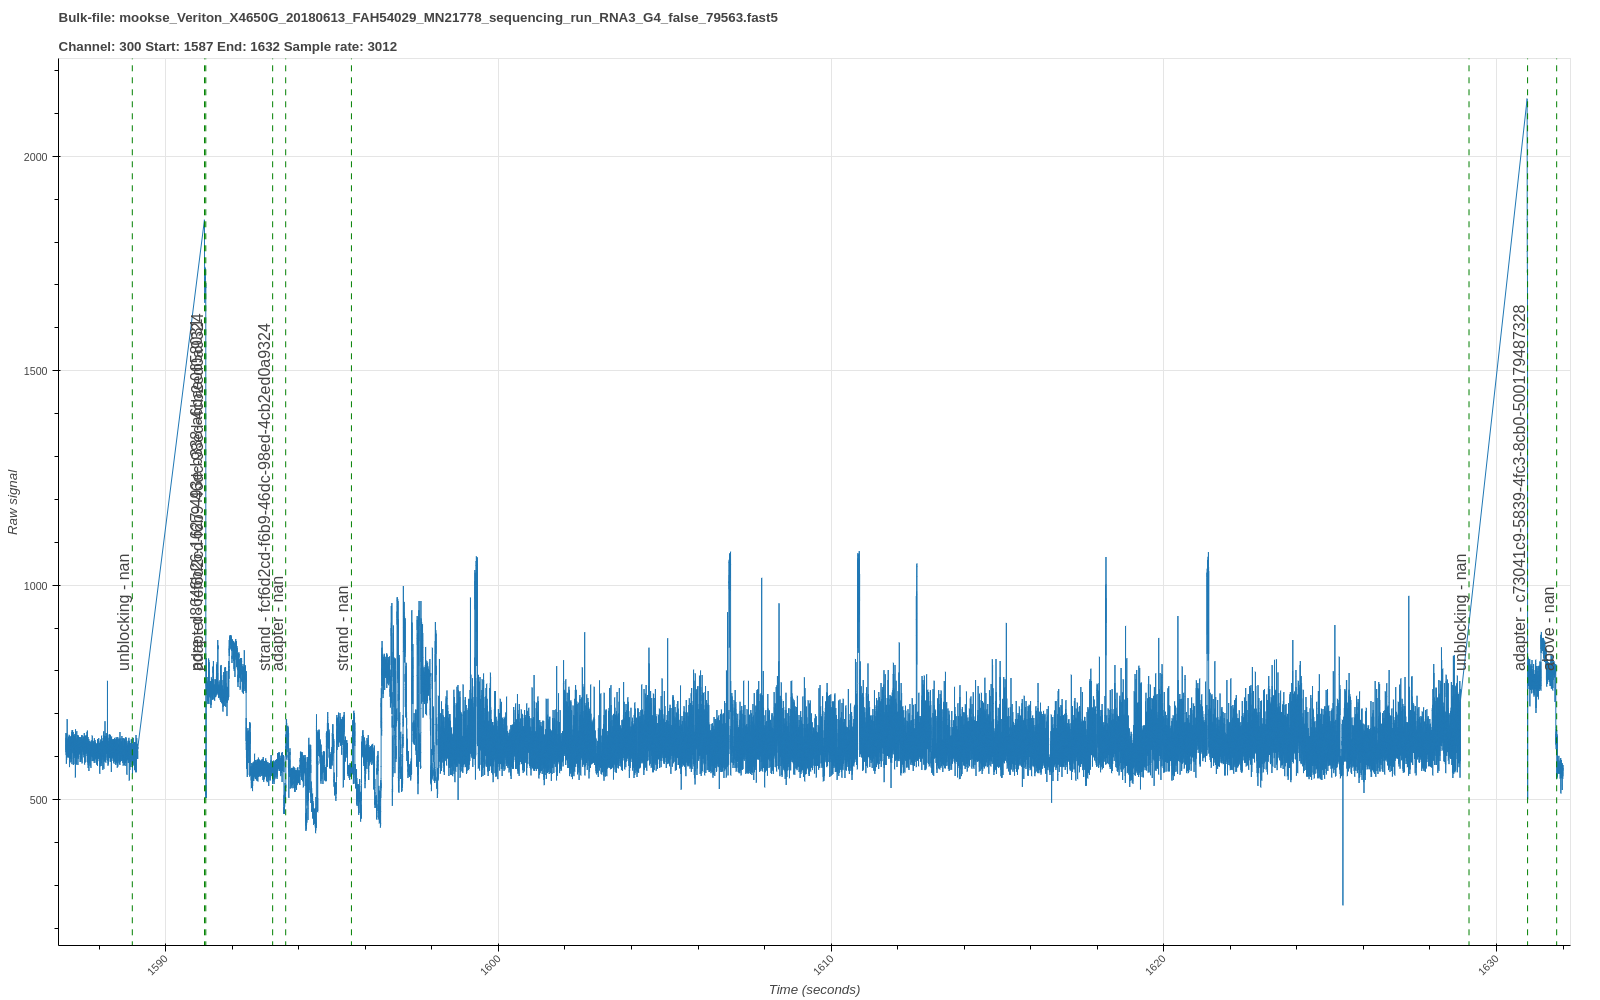 Bulk-file: mookse_Veriton_X4650G_20180613_FAH54029_MN21778_sequencing_run_RNA3_G4_false_79563.fast5
Channel: 300 Start: 1587 End: 1632 Sample rate: 3012
2000
1500
1000
500
Raw signal
unblocking - nan
strand - fcf6d2cd-f6b9-46dc-98ed-4cb2ed0a9324
adapter - nan
strand - nan
unblocking - nan
adapter - c73041c9-5839-4fc3-8cb0-500179487328
above - nan
1590
1600
1610
1620
1630
Time (seconds)